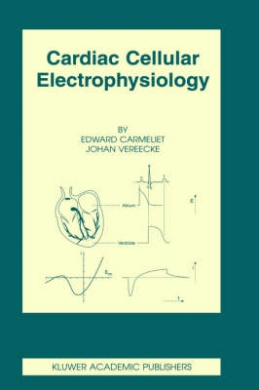 Cardiac Cellular
Electrophysiology
BY
EDWARD CARMELIET
JOHAN VEREECKE
Atrium
Ventricle
KLUWER ACADEMIC PUBLISHERS